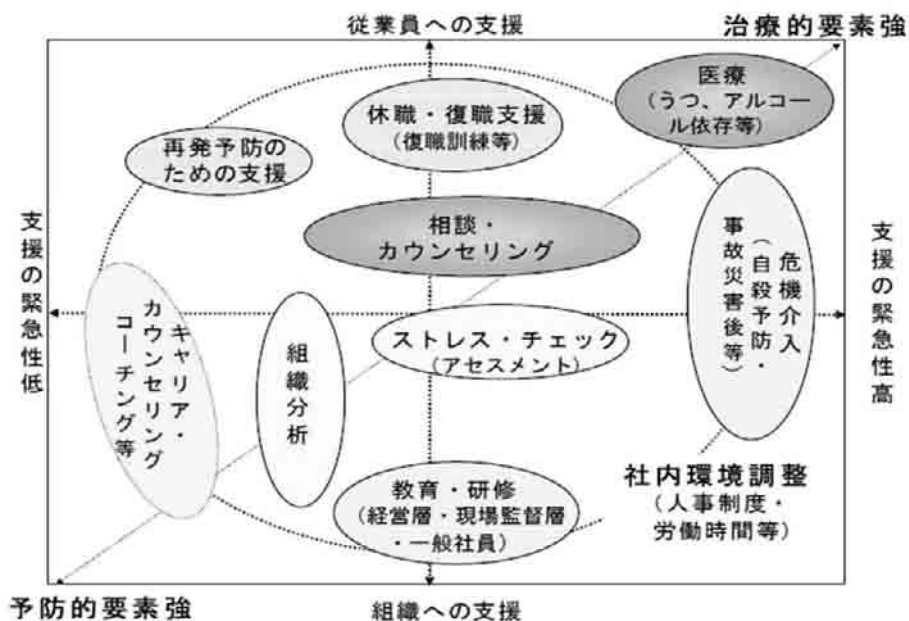 従業員への支援
治療的要素強
医療
(うつ、アルコー
ル依存等)
休職・復職支援
(復職訓練等)
再発予防の
ための支援
相談・
カウンセリング
支援の緊急性低
支援の緊急性高
危機介入
(自殺予防・
事故災害後等)
キャリア・
カウンセリング
コーチング等
組織分析
ストレス・チェック
(アセスメント)
教育・研修
(経営層・現場監督層
・一般社員)
社内環境調整
(人事制度・
労働時間等)
予防的要素強
組織への支援